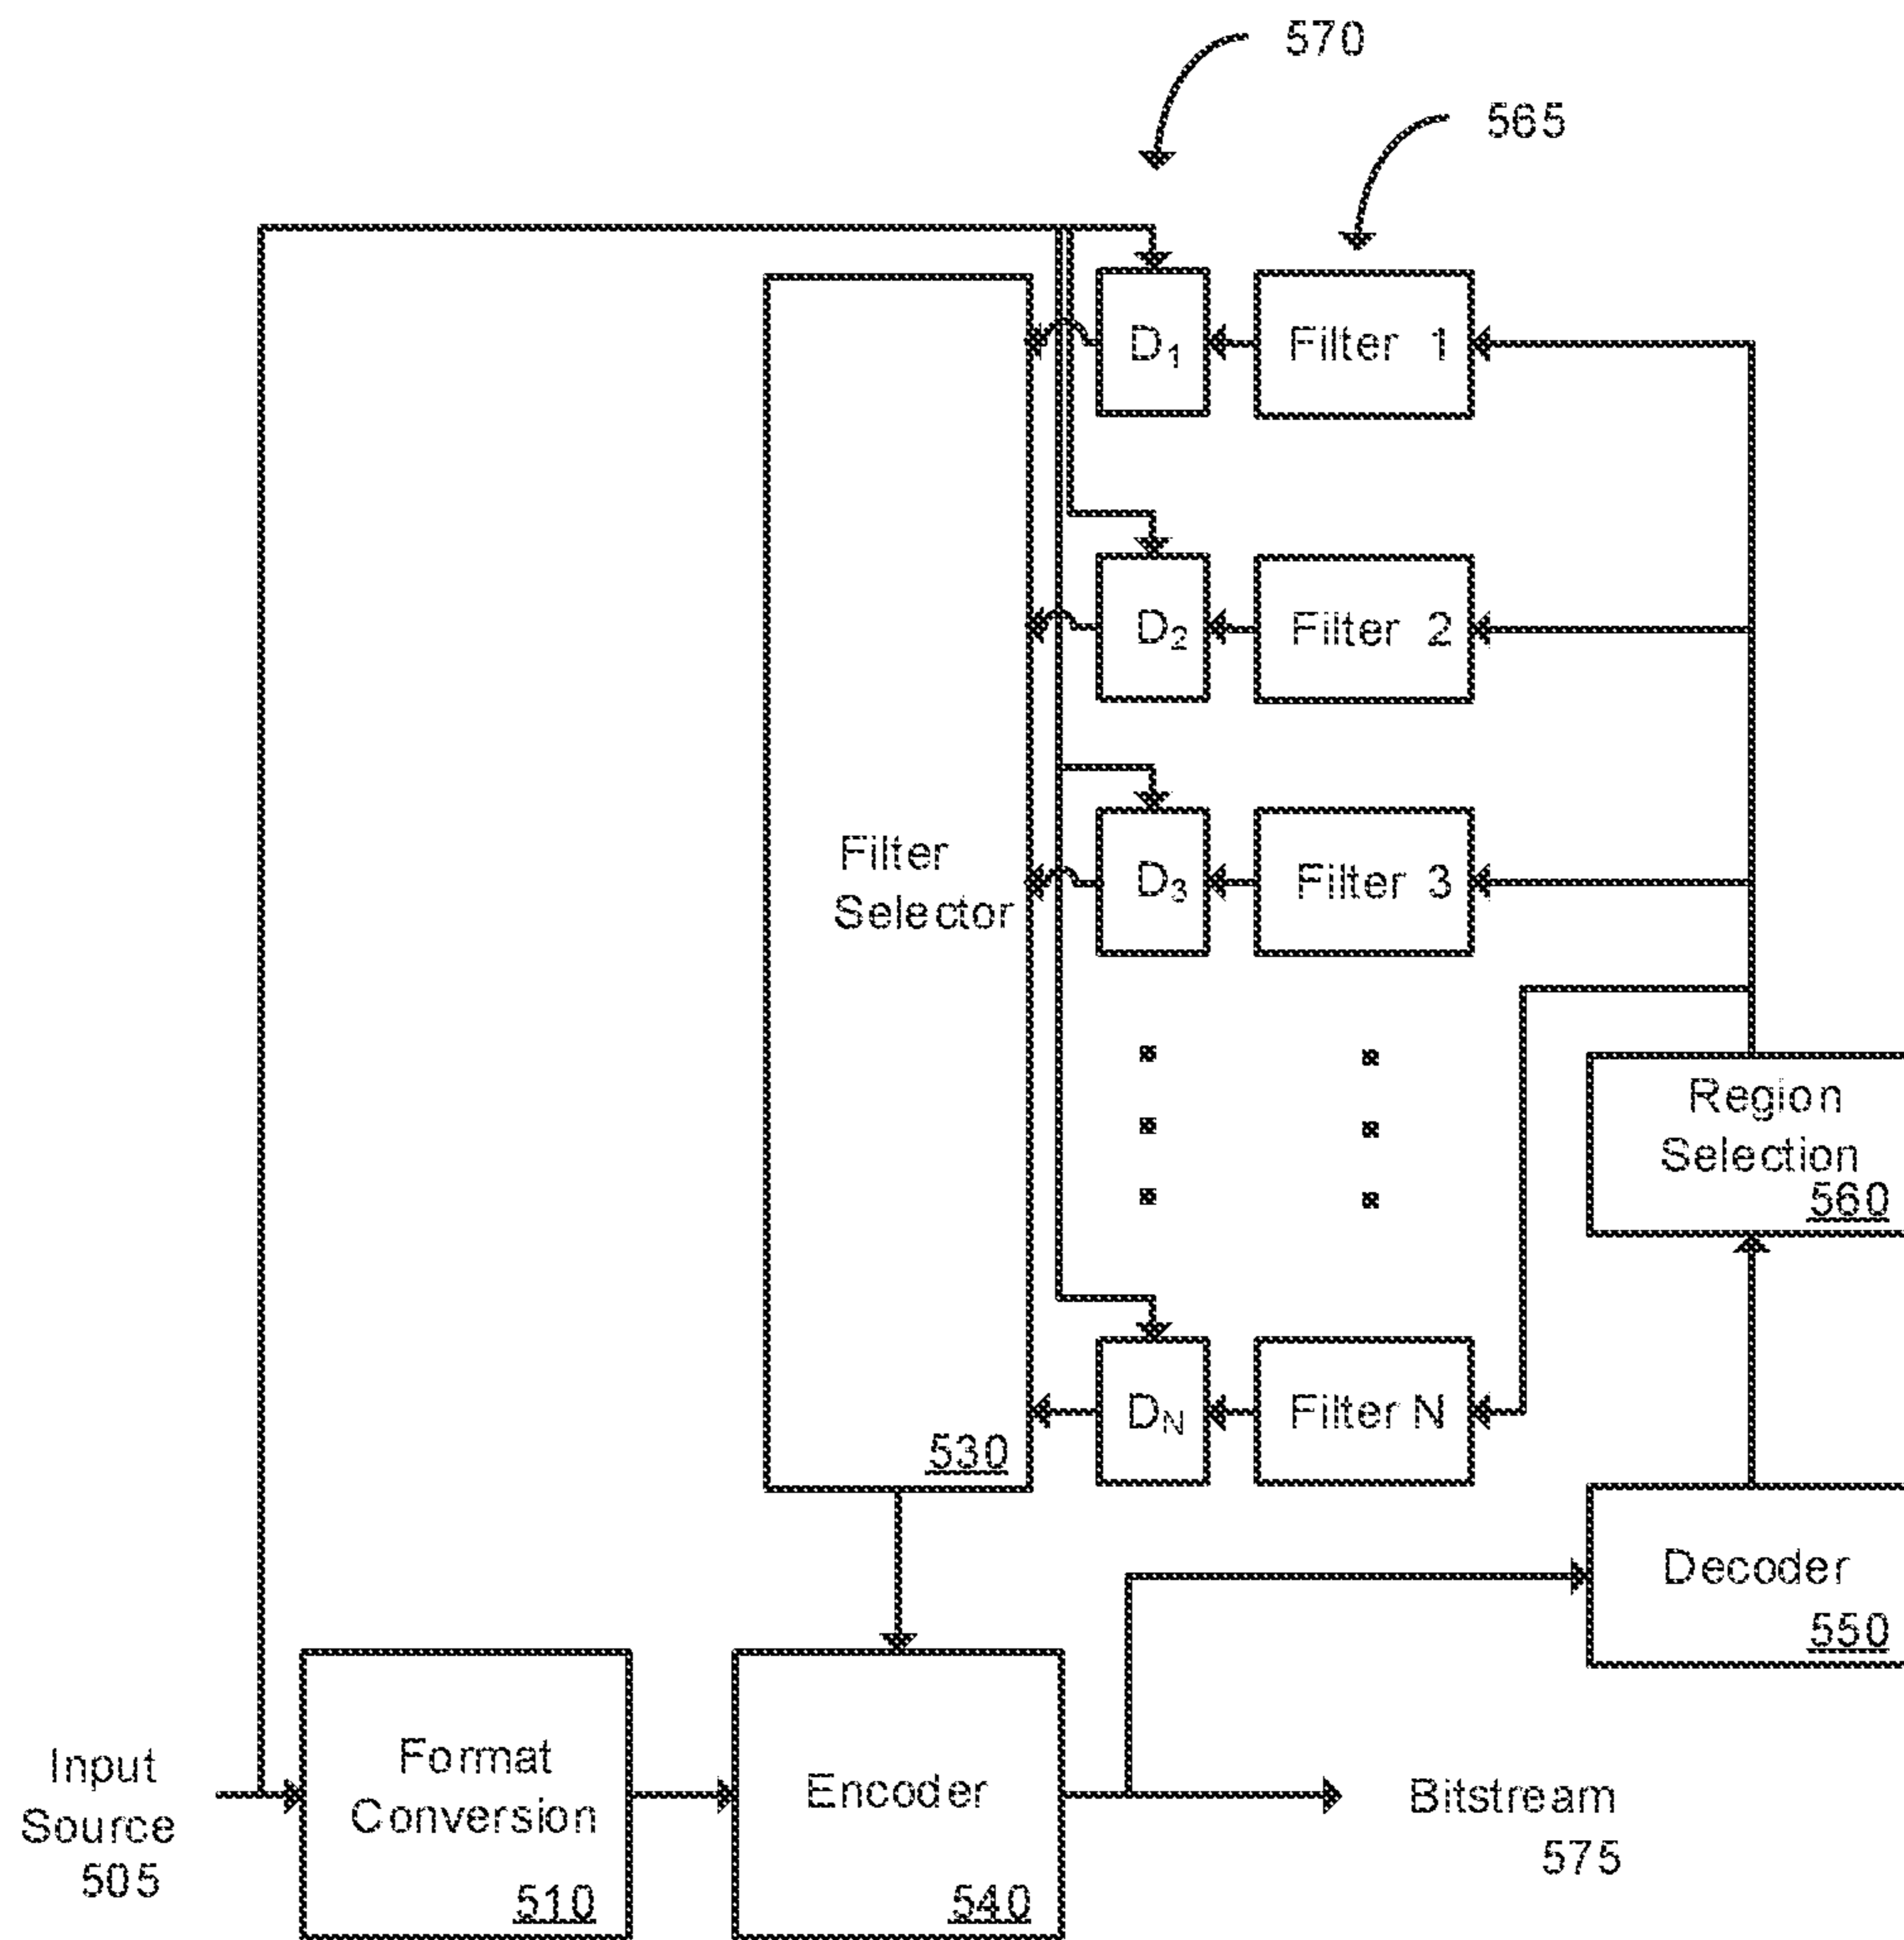 570
565
D1
Filter 1
D2
Filter 2
Filter
Selector
530
D3
Filter 3
Region
Selection
560
DN
Filter N
Decoder
550
Input
Source
505
Format
Conversion
510
Encoder
540
Bitstream
575